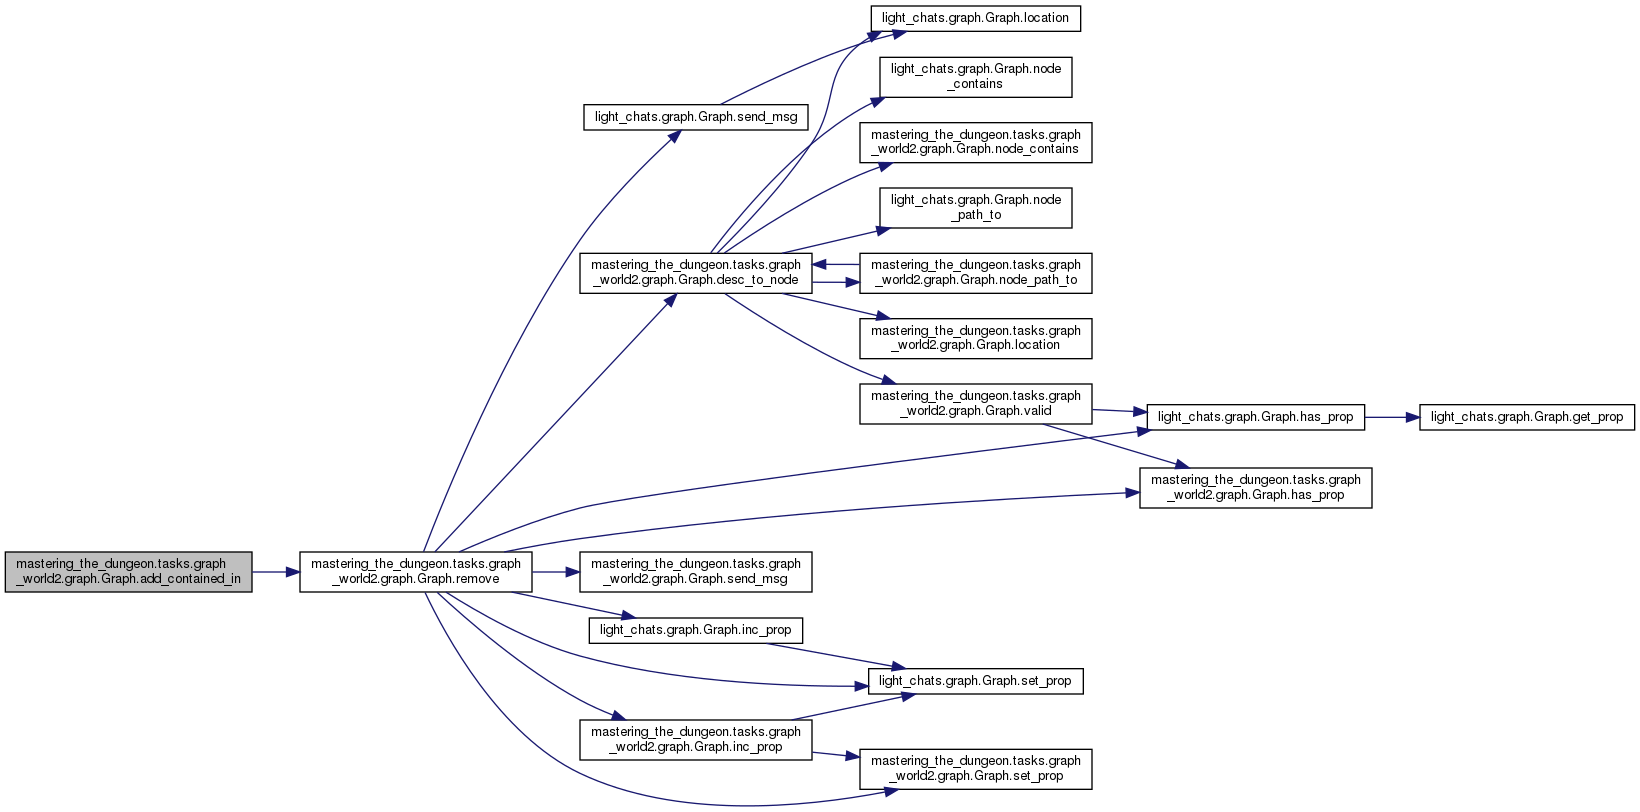 light_chats.graph.Graph.location
light_chats.graph.Graph.node
_contains
light_chats.graph.Graph.send_msg
mastering_the_dungeon.tasks.graph
_world2.graph.Graph.node_contains
light_chats.graph.Graph.node
_path_to
mastering_the_dungeon.tasks.graph
_world2.graph.Graph.desc_to_node
mastering_the_dungeon.tasks.graph
_world2.graph.Graph.node_path_to
mastering_the_dungeon.tasks.graph
_world2.graph.Graph.location
mastering_the_dungeon.tasks.graph
_world2.graph.Graph.valid
light_chats.graph.Graph.has_prop
light_chats.graph.Graph.get_prop
mastering_the_dungeon.tasks.graph
_world2.graph.Graph.has_prop
mastering_the_dungeon.tasks.graph
_world2.graph.Graph.add_contained_in
mastering_the_dungeon.tasks.graph
_world2.graph.Graph.remove
mastering_the_dungeon.tasks.graph
_world2.graph.Graph.send_msg
light_chats.graph.Graph.inc_prop
light_chats.graph.Graph.set_prop
mastering_the_dungeon.tasks.graph
_world2.graph.Graph.inc_prop
mastering_the_dungeon.tasks.graph
_world2.graph.Graph.set_prop